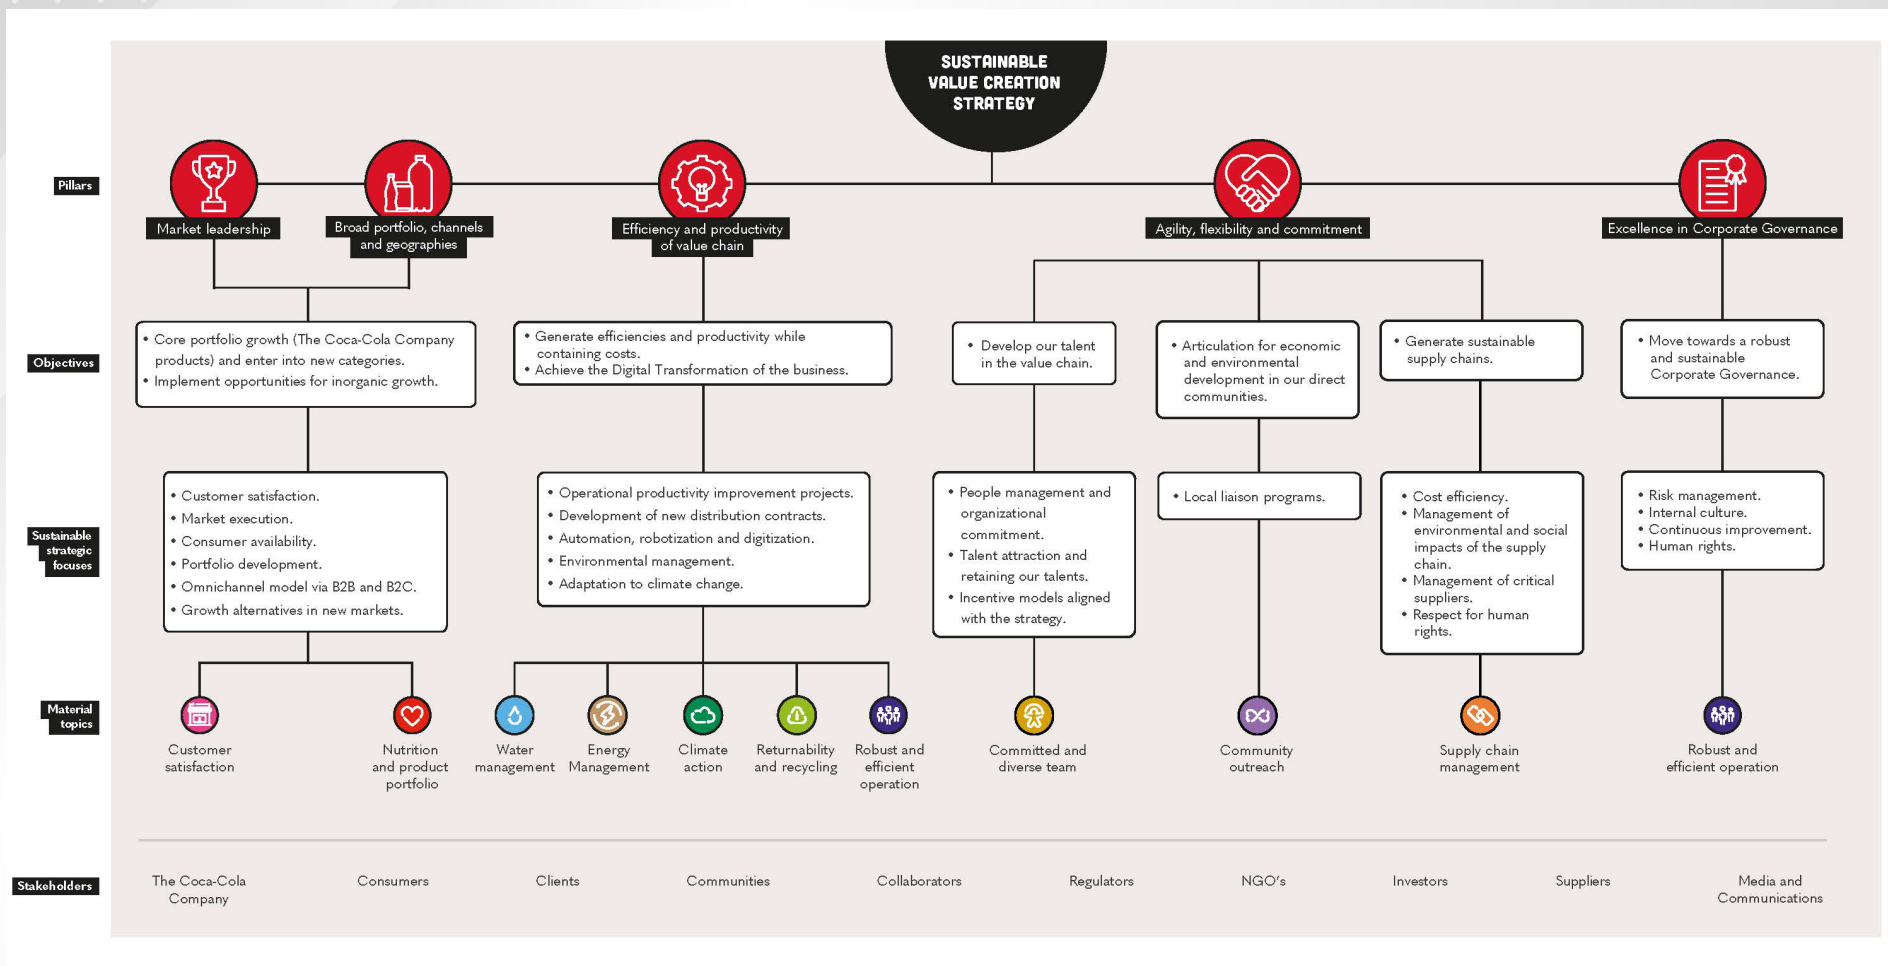 SUSTAINABLE
VALUE CREATION
STRATEGY
Pillars
Market leadership
Broad portfolio, channels
and geographies
Efficiency and productivity
of value chain
Agility, flexibility and commitment
Excellence in Corporate Governance
Objectives
• Core portfolio growth (The Coca-Cola Company
products) and enter into new categories.
• Implement opportunities for inorganic growth.
• Generate efficiencies and productivity while
containing costs.
• Achieve the Digital Transformation of the business.
• Develop our talent
in the value chain.
• Articulation for economic
and environmental
development in our direct
communities.
• Generate sustainable
supply chains.
• Move towards a robust
and sustainable
Corporate Governance.
Sustainable
strategic
focuses
• Customer satisfaction.
• Market execution.
• Consumer availability.
• Portfolio development.
• Omnichannel model via B2B and B2C.
• Growth alternatives in new markets.
• Operational productivity improvement projects.
• Development of new distribution contracts.
• Automation, robotization and digitization.
• Environmental management.
• Adaptation to climate change.
• People management and
organizational
commitment.
• Talent attraction and
retaining our talents.
• Incentive models aligned
with the strategy.
• Local liaison programs.
• Cost efficiency.
• Management of
environmental and social
impacts of the supply
chain.
• Management of critical
suppliers.
• Respect for human
rights.
• Risk management.
• Internal culture.
• Continuous improvement.
• Human rights.
Material
topics
Customer
satisfaction
Nutrition
and product
portfolio
Water
management
Energy
Management
Climate
action
Returnability
and recycling
Robust and
efficient
operation
Committed and
diverse team
Community
outreach
Supply chain
management
Robust and
efficient operation
Stakeholders
The Coca-Cola
Company
Consumers
Clients
Communities
Collaborators
Regulators
NGO's
Investors
Suppliers
Media and
Communications